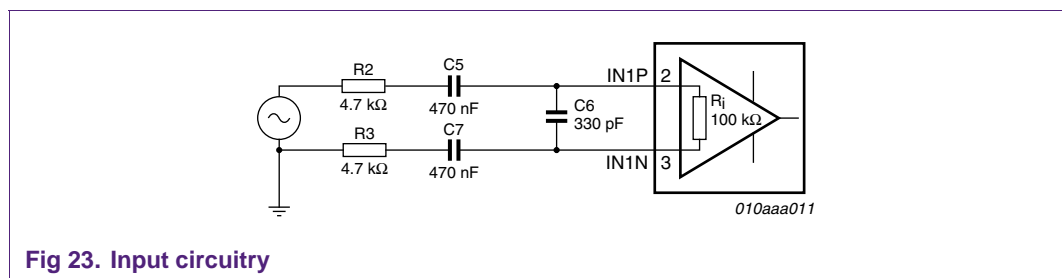 R2
4.7 kΩ
C5
470 nF
R3
4.7 kΩ
C7
470 nF
C6
330 pF
IN1P
2
IN1N
3
Ri
100 kΩ
010aaa011
Fig 23. Input circuitry